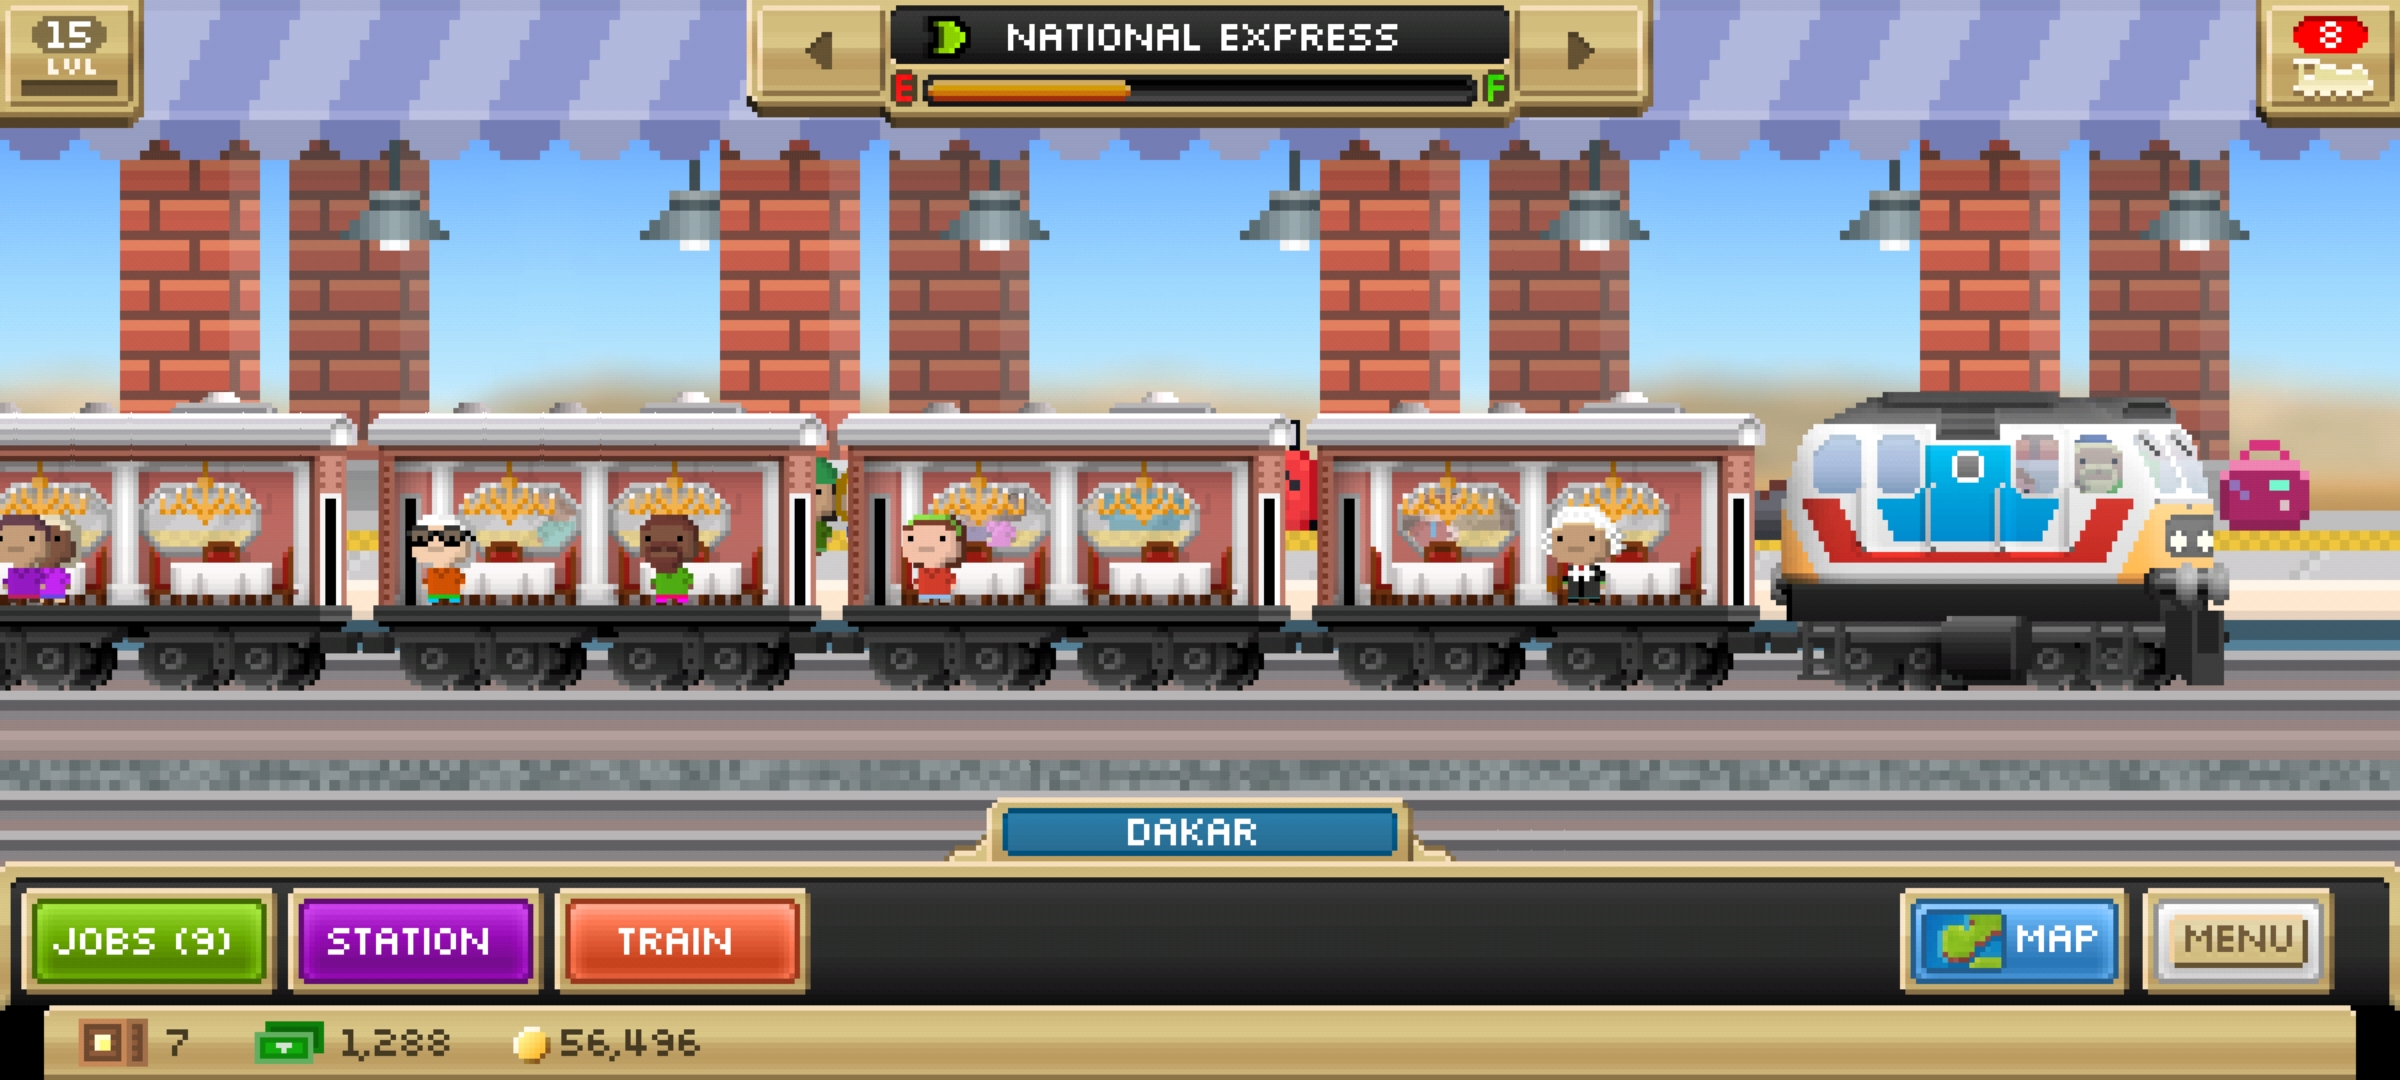 15
LVL
NATIONAL EXPRESS
E F
8
DAKAR
JOBS (9)
STATION
TRAIN
MAP
MENU
7
1,288
56,496